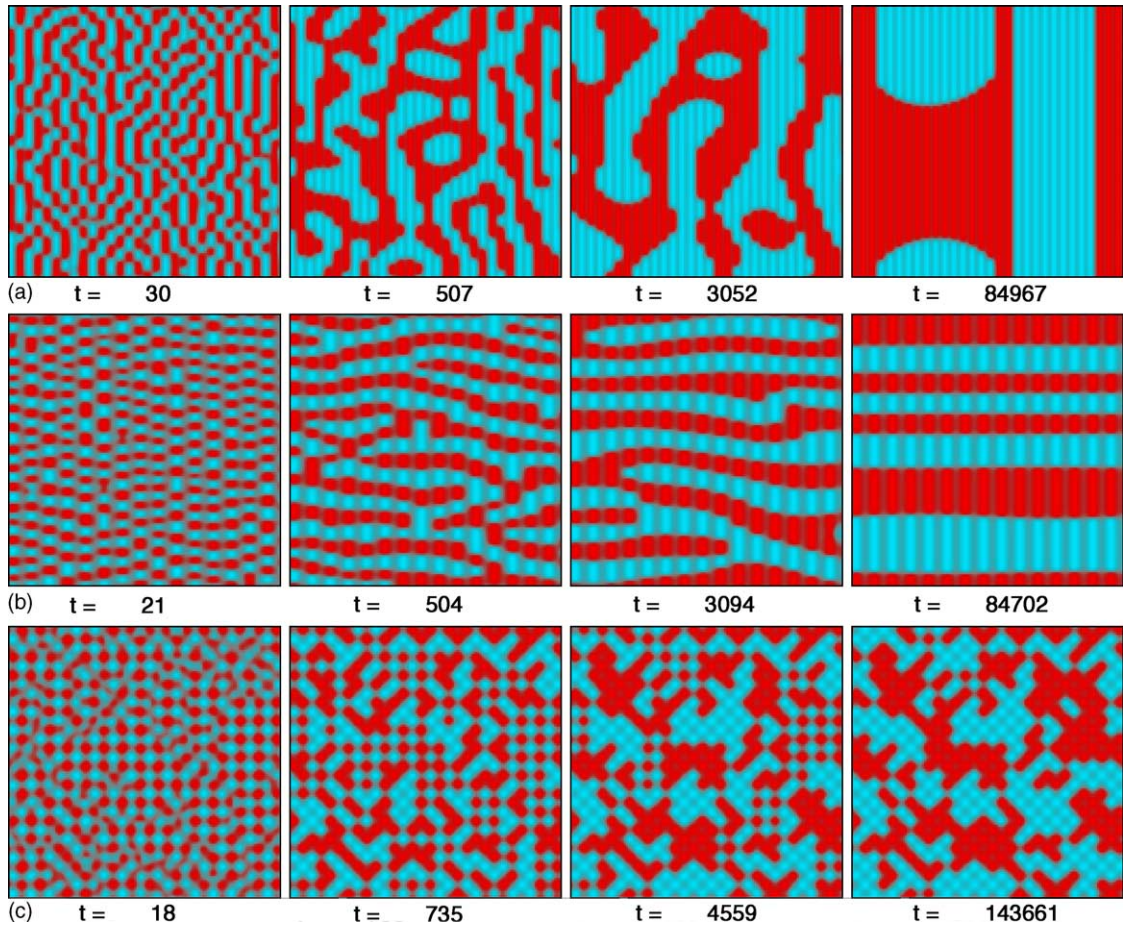 (a) t = 30 507 3052 84967
(b) t = 21 504 3094 84702
(c) t = 18 735 4559 143661